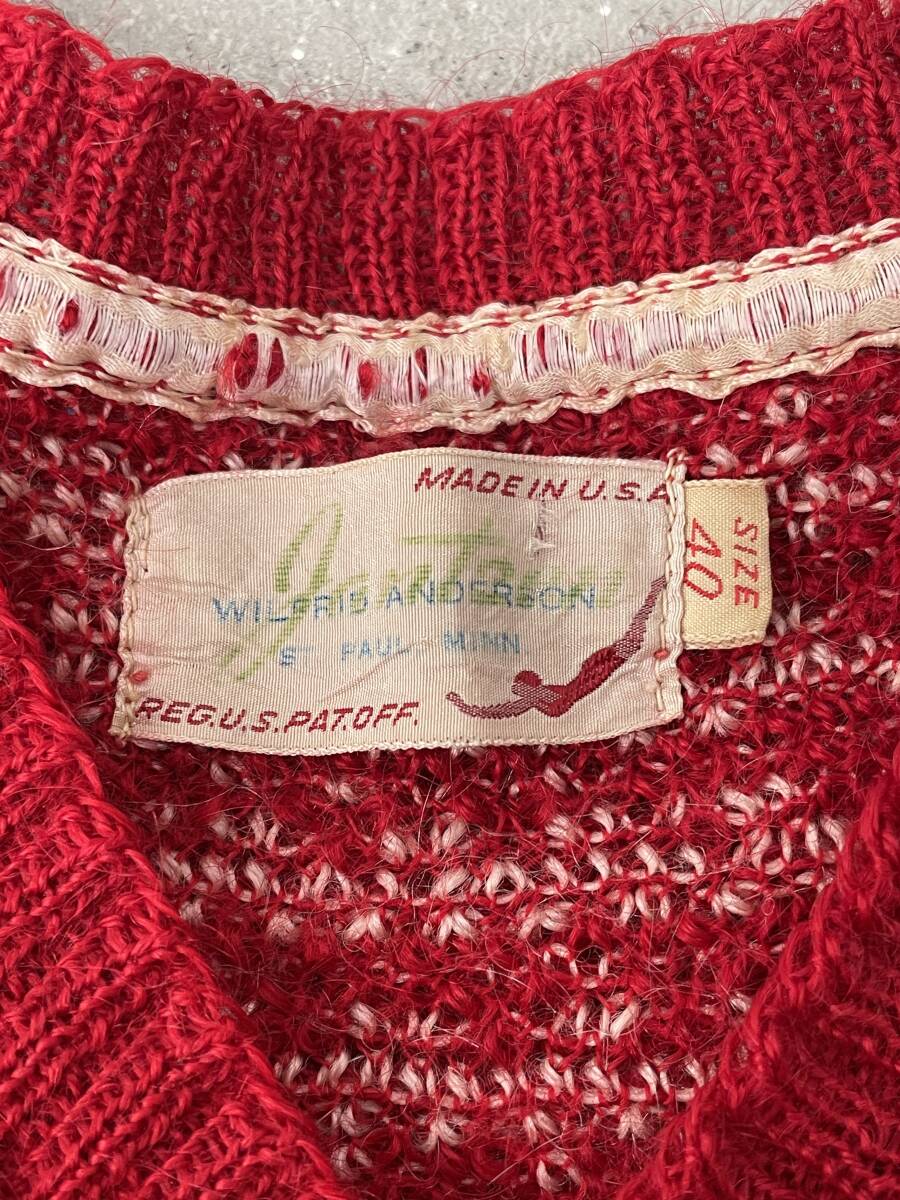 MADE IN U.S.A
Jantzen
WILFRID ANDERSON
ST PAUL MINN
REG.U.S.PAT.OFF.
SIZE
40